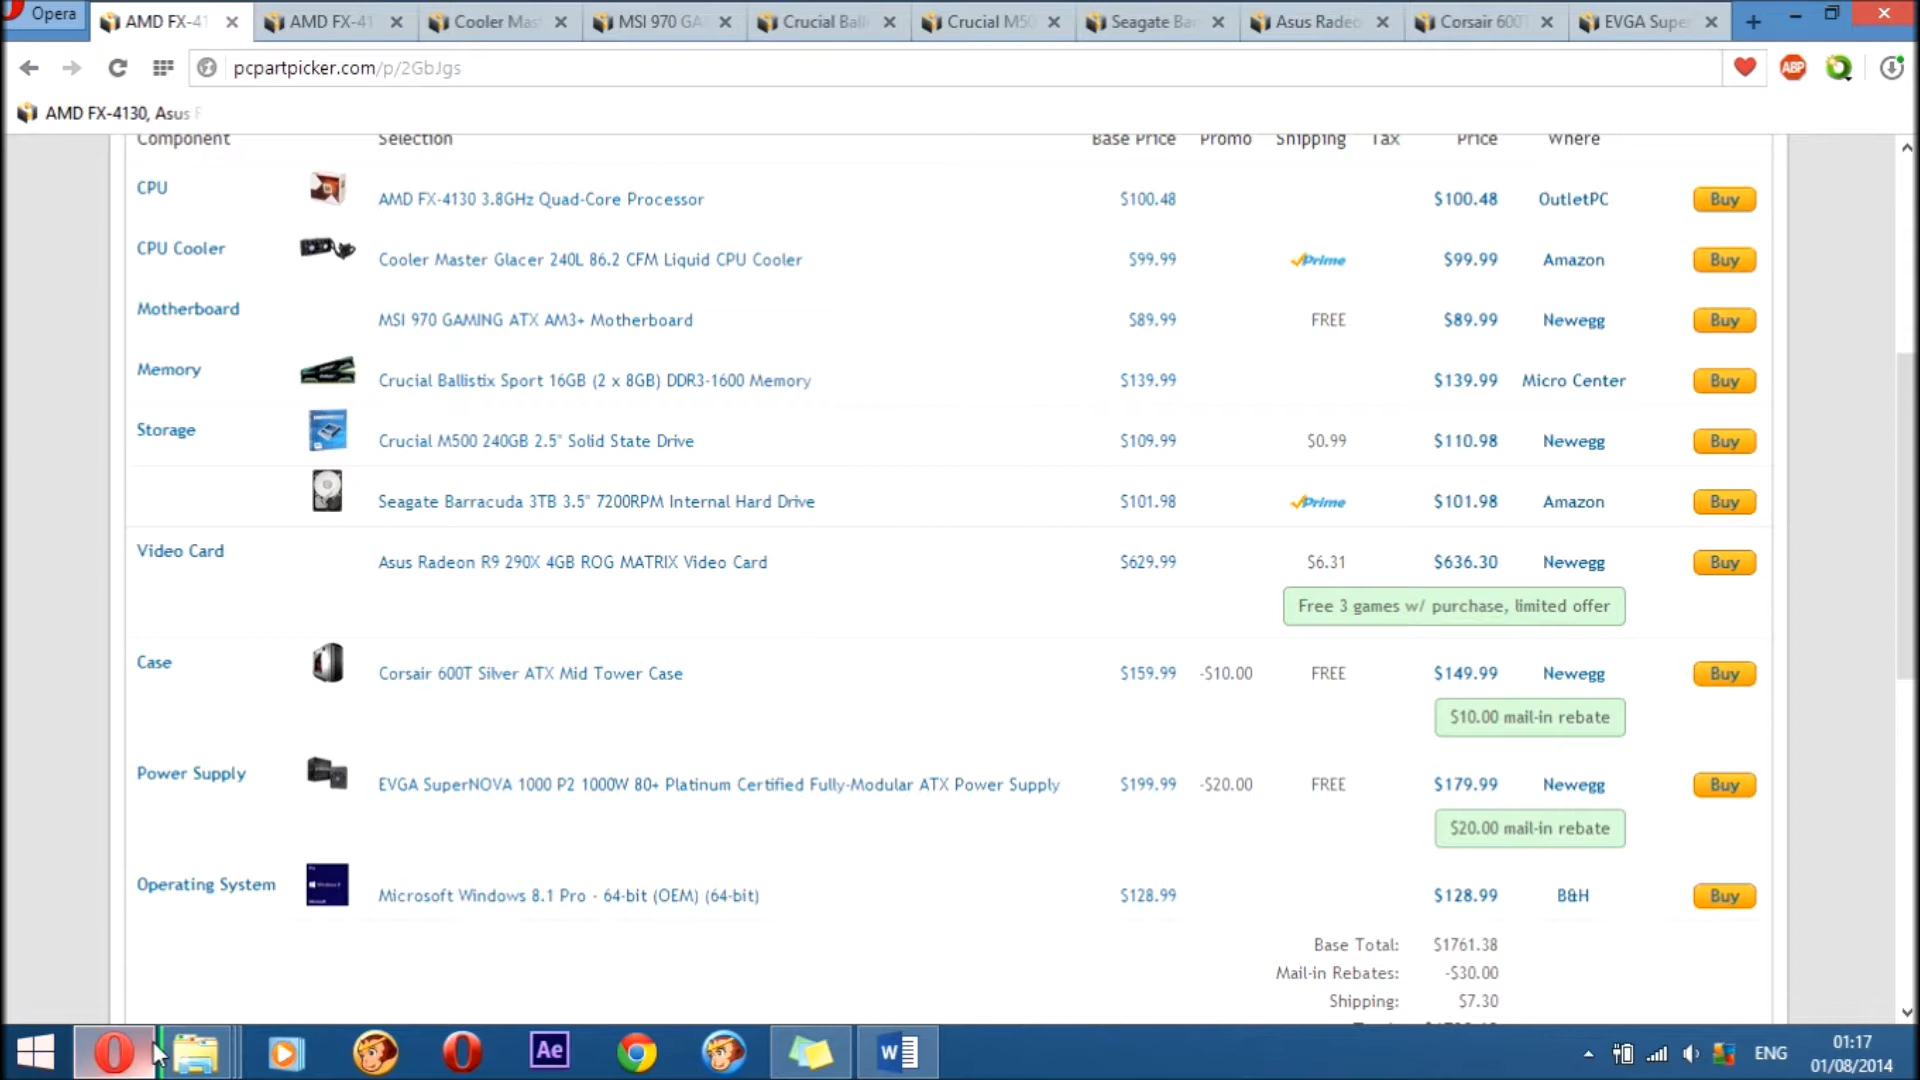 Opera
AMD FX-41
AMD FX-41
Cooler Mas
MSI 970 GA
Crucial Ball
Crucial M50
Seagate Bar
Asus Radeo
Corsair 600T
EVGA Supe
pcpartpicker.com/p/2GbJgs
ABP
AMD FX-4130, Asus
Component Selection Base Price Promo Shipping Tax Price Where
CPU AMD FX-4130 3.8GHz Quad-Core Processor $100.48 $100.48 OutletPC Buy
CPU Cooler Cooler Master Glacer 240L 86.2 CFM Liquid CPU Cooler $99.99 Prime $99.99 Amazon Buy
Motherboard MSI 970 GAMING ATX AM3+ Motherboard $89.99 FREE $89.99 Newegg Buy
Memory Crucial Ballistix Sport 16GB (2 x 8GB) DDR3-1600 Memory $139.99 $139.99 Micro Center Buy
Storage Crucial M500 240GB 2.5" Solid State Drive $109.99 $0.99 $110.98 Newegg Buy
Seagate Barracuda 3TB 3.5" 7200RPM Internal Hard Drive $101.98 Prime $101.98 Amazon Buy
Video Card Asus Radeon R9 290X 4GB ROG MATRIX Video Card $629.99 $6.31 $636.30 Newegg Buy
Free 3 games w/ purchase, limited offer
Case Corsair 600T Silver ATX Mid Tower Case $159.99 -$10.00 FREE $149.99 Newegg Buy
$10.00 mail-in rebate
Power Supply EVGA SuperNOVA 1000 P2 1000W 80+ Platinum Certified Fully-Modular ATX Power Supply $199.99 -$20.00 FREE $179.99 Newegg Buy
$20.00 mail-in rebate
Operating System Microsoft Windows 8.1 Pro - 64-bit (OEM) (64-bit) $128.99 $128.99 B&H Buy
Base Total: $1761.38
Mail-in Rebates: -$30.00
Shipping: $7.30
Ae
W
ENG
01:17
01/08/2014